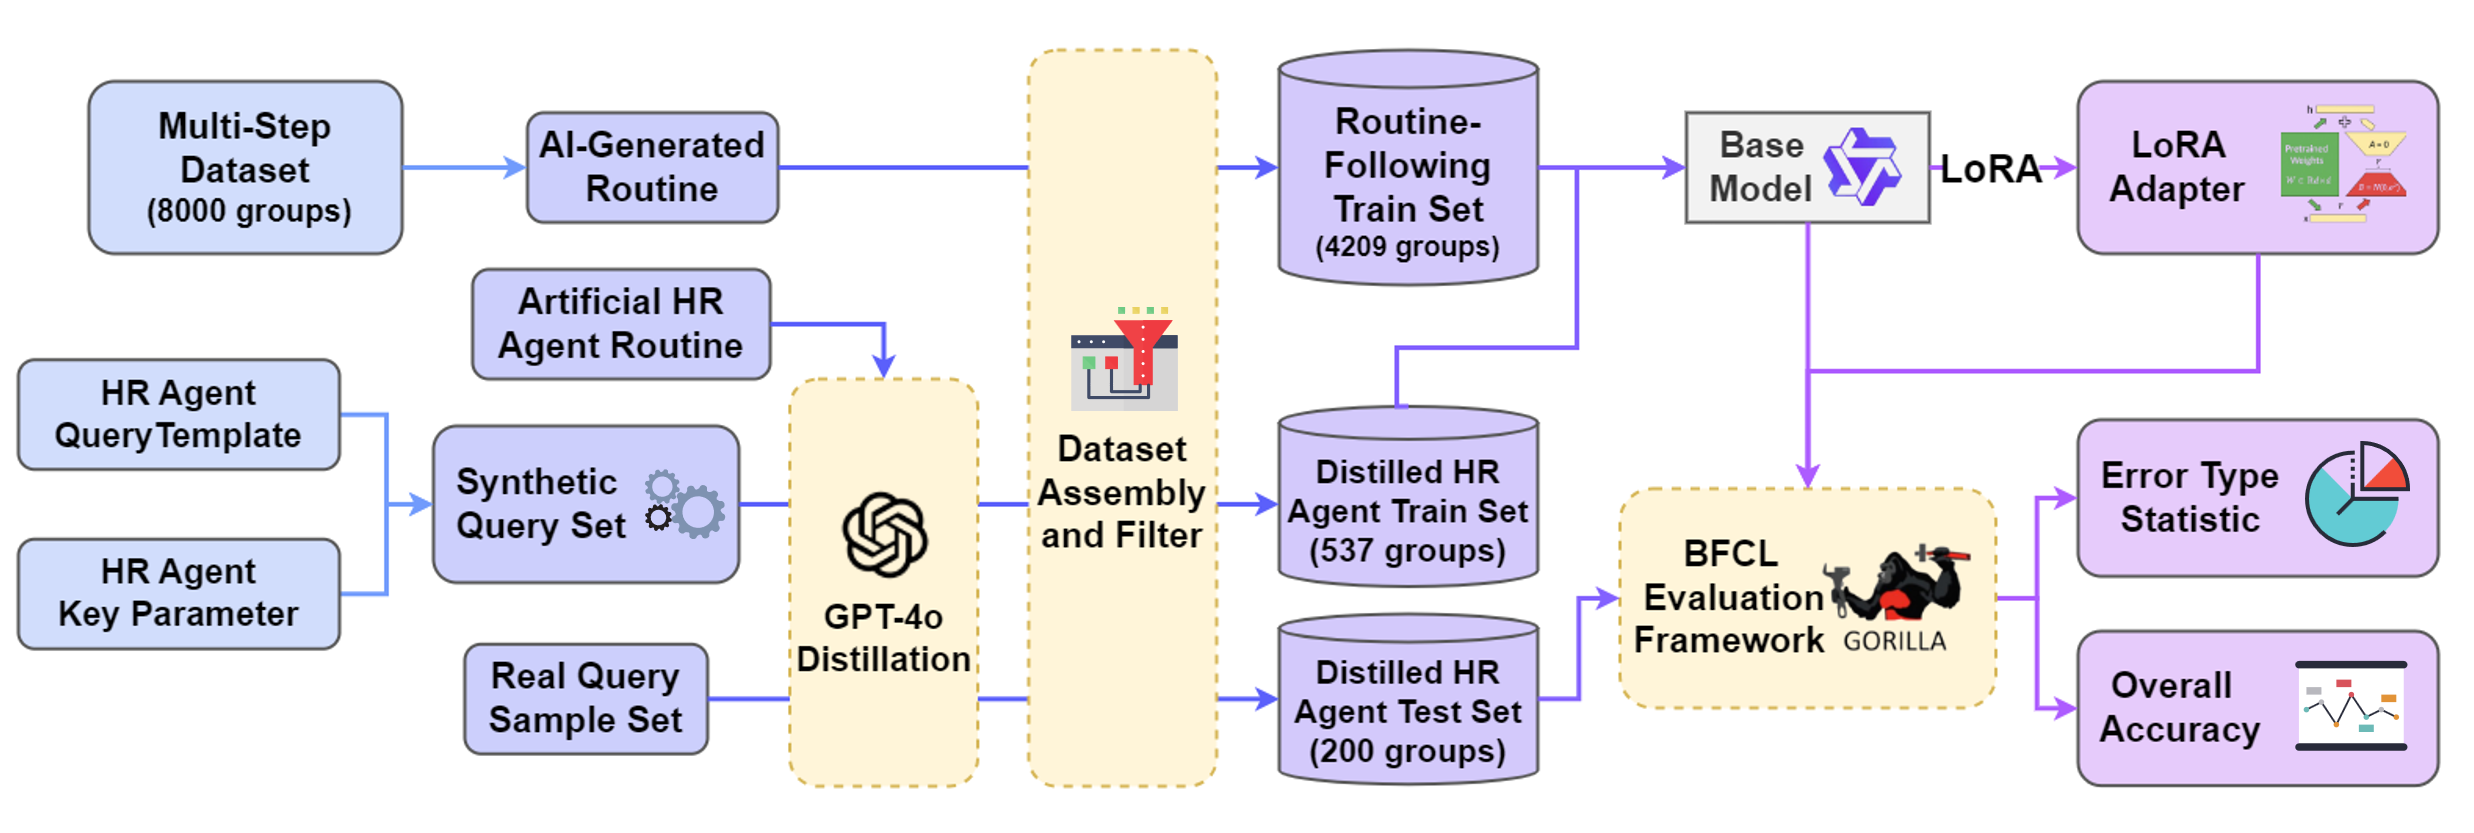 Multi-Step
Dataset
(8000 groups)
AI-Generated
Routine
Artificial HR
Agent Routine
HR Agent
QueryTemplate
HR Agent
Key Parameter
Synthetic
Query Set
Real Query
Sample Set
GPT-4o
Distillation
Dataset
Assembly
and Filter
Routine-
Following
Train Set
(4209 groups)
Distilled HR
Agent Train Set
(537 groups)
Distilled HR
Agent Test Set
(200 groups)
Base
Model
LoRA
LoRA
Adapter
h
Pretrained
Weights
A = 0
r
x
BFCL
Evaluation
Framework
GORILLA
Error Type
Statistic
Overall
Accuracy